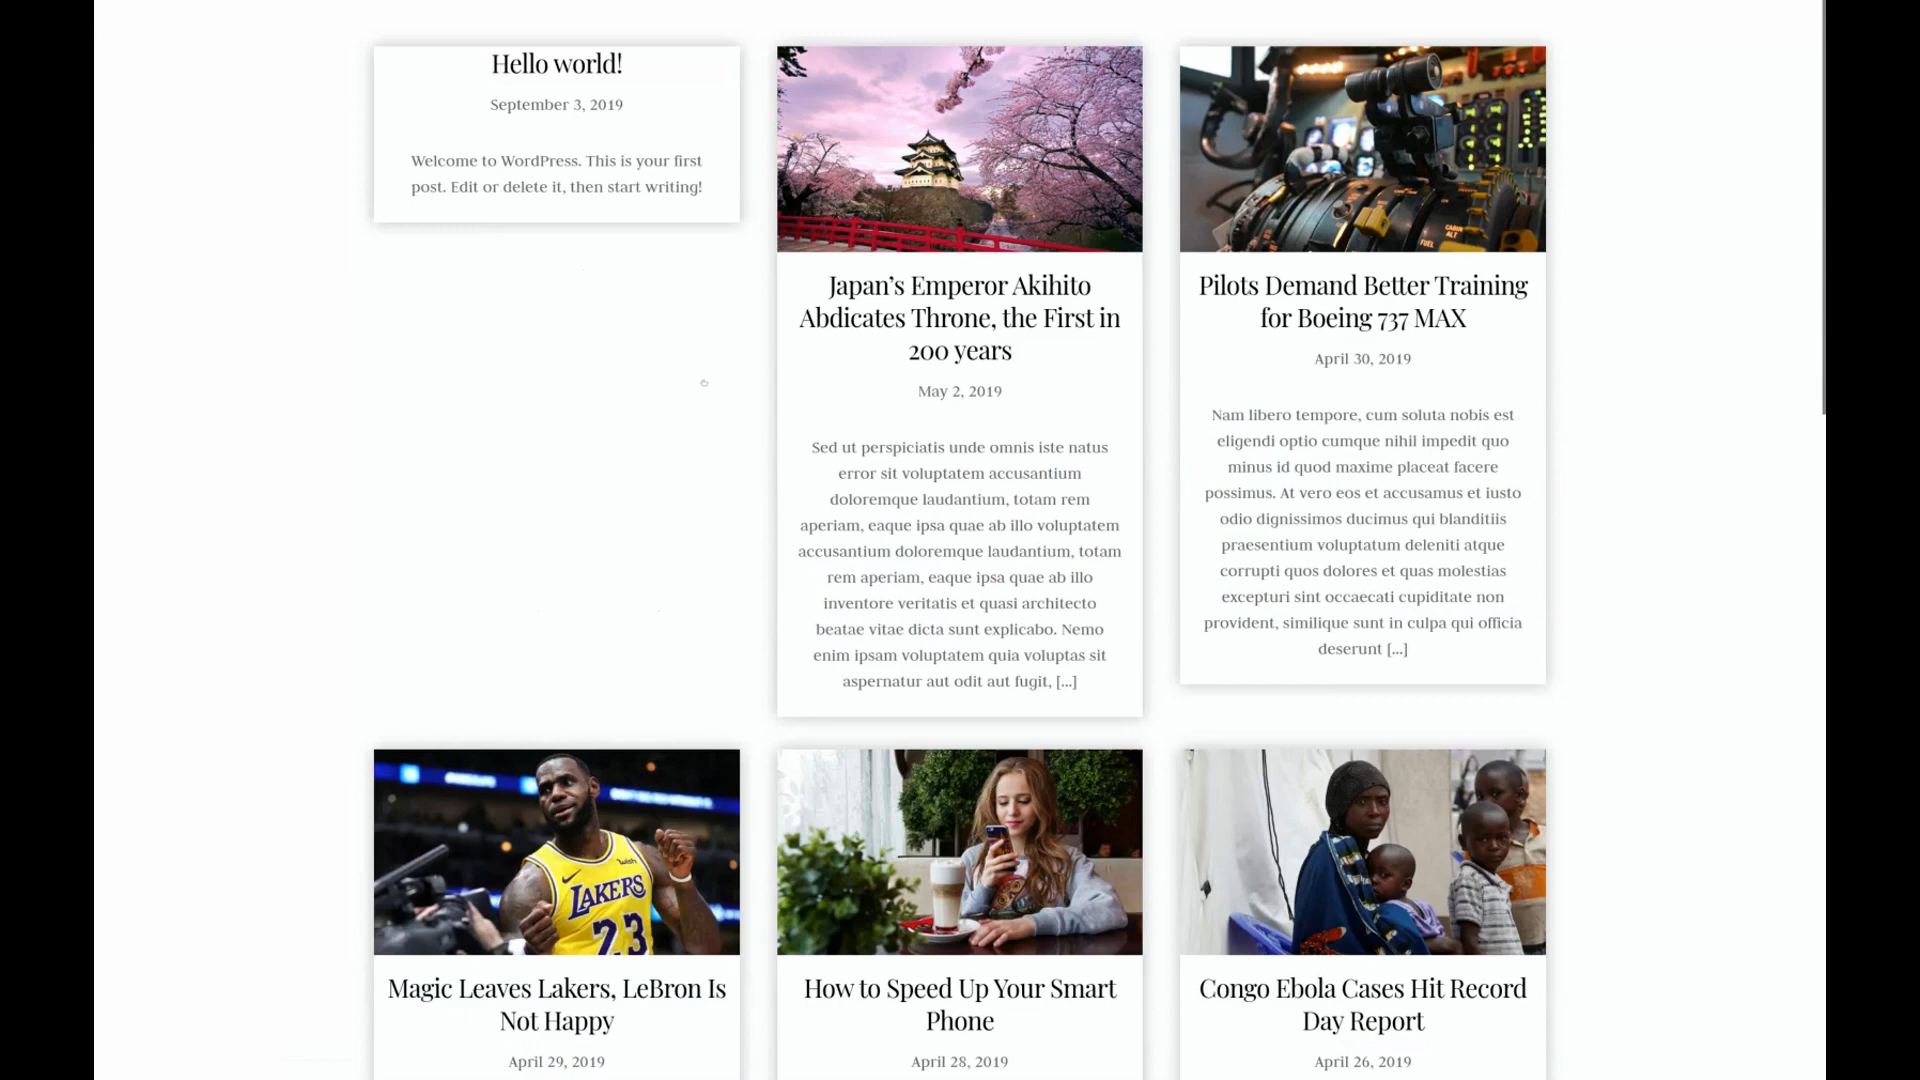 Hello world!
September 3, 2019
Welcome to WordPress. This is your first
post. Edit or delete it, then start writing!
CABIN
ALT
FUEL
Japan’s Emperor Akihito
Abdicates Throne, the First in
200 years
May 2, 2019
Sed ut perspiciatis unde omnis iste natus
error sit voluptatem accusantium
doloremque laudantium, totam rem
aperiam, eaque ipsa quae ab illo voluptatem
accusantium doloremque laudantium, totam
rem aperiam, eaque ipsa quae ab illo
inventore veritatis et quasi architecto
beatae vitae dicta sunt explicabo. Nemo
enim ipsam voluptatem quia voluptas sit
aspernatur aut odit aut fugit, [...]
Pilots Demand Better Training
for Boeing 737 MAX
April 30, 2019
Nam libero tempore, cum soluta nobis est
eligendi optio cumque nihil impedit quo
minus id quod maxime placeat facere
possimus. At vero eos et accusamus et iusto
odio dignissimos ducimus qui blanditiis
praesentium voluptatum deleniti atque
corrupti quos dolores et quas molestias
excepturi sint occaecati cupiditate non
provident, similique sunt in culpa qui officia
deserunt [...]
wish
LAKERS
23
Magic Leaves Lakers, LeBron Is
Not Happy
April 29, 2019
How to Speed Up Your Smart
Phone
April 28, 2019
Congo Ebola Cases Hit Record
Day Report
April 26, 2019